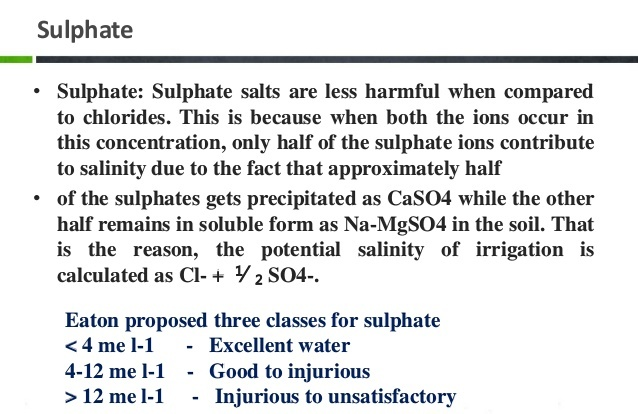 Sulphate
• Sulphate: Sulphate salts are less harmful when compared
to chlorides. This is because when both the ions occur in
this concentration, only half of the sulphate ions contribute
to salinity due to the fact that approximately half
• of the sulphates gets precipitated as CaSO4 while the other
half remains in soluble form as Na-MgSO4 in the soil. That
is the reason, the potential salinity of irrigation is
calculated as Cl- + 1/2 SO4-.
Eaton proposed three classes for sulphate
< 4 me l-1 - Excellent water
4-12 me l-1 - Good to injurious
> 12 me l-1 - Injurious to unsatisfactory